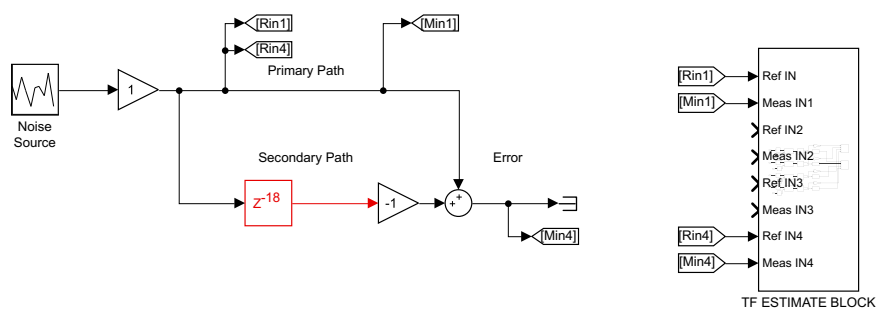 [Rin1]
[Min1]
[Rin4]
Primary Path
1
Noise
Source
Secondary Path
Error
Z-18
-1
+
+
[Min4]
[Rin1]
Ref IN
[Min1]
Meas IN1
Ref IN2
Meas IN2
Ref IN3
Meas IN3
[Rin4]
Ref IN4
[Min4]
Meas IN4
TF ESTIMATE BLOCK